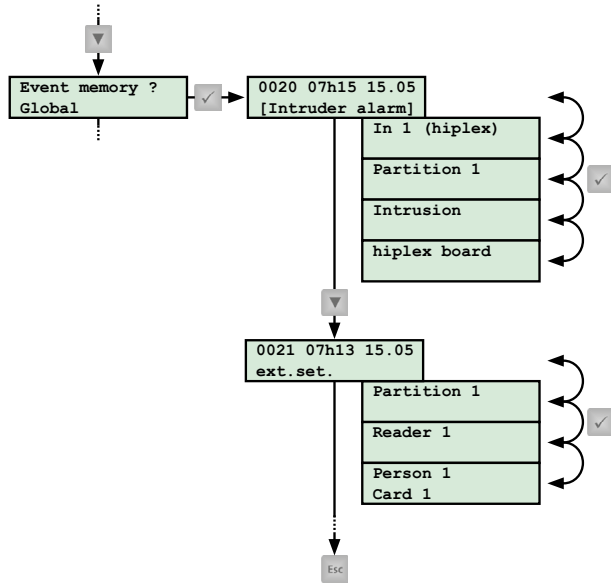 Event memory ?
Global
0020 07h15 15.05
[Intruder alarm]
In 1 (hiplex)
Partition 1
Intrusion
hiplex board
0021 07h13 15.05
ext.set.
Partition 1
Reader 1
Person 1
Card 1
Esc